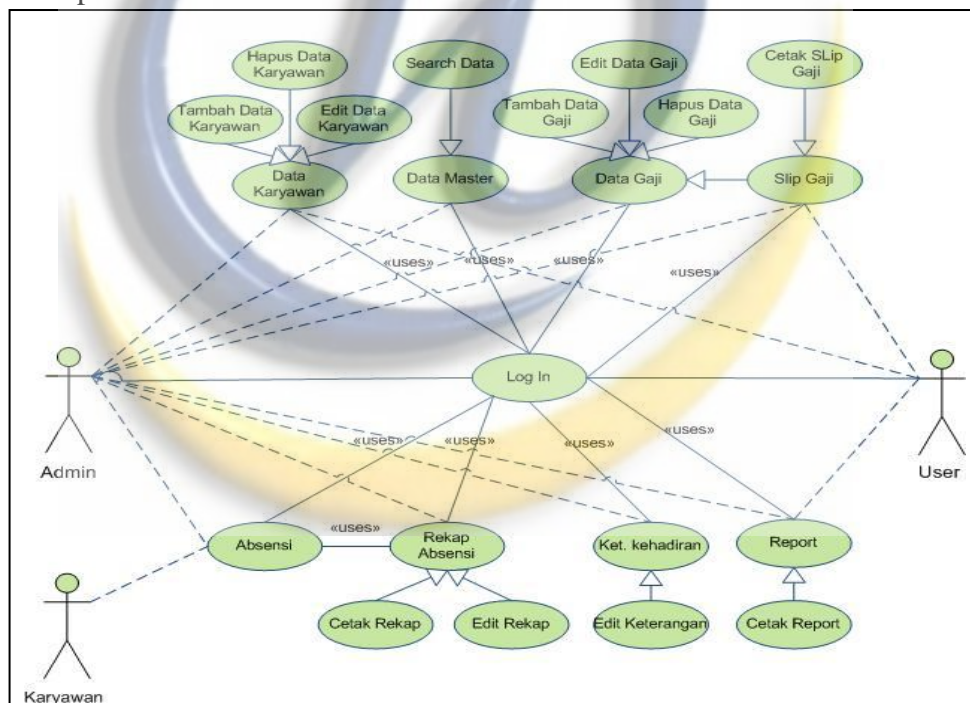 Hapus Data
Karyawan
Search Data
Edit Data Gaji
Cetak SLip
Gaji
Tambah Data
Karyawan
Edit Data
Karyawan
Tambah Data
Gaji
Hapus Data
Gaji
Data
Karyawan
Data Master
Data Gaji
Slip Gaji
«uses»
«uses»
«uses»
«uses»
Log In
Admin
User
«uses»
«uses»
«uses»
«uses»
«uses»
Absensi
Rekap
Absensi
Ket. kehadiran
Report
Cetak Rekap
Edit Rekap
Edit Keterangan
Cetak Report
Karyawan